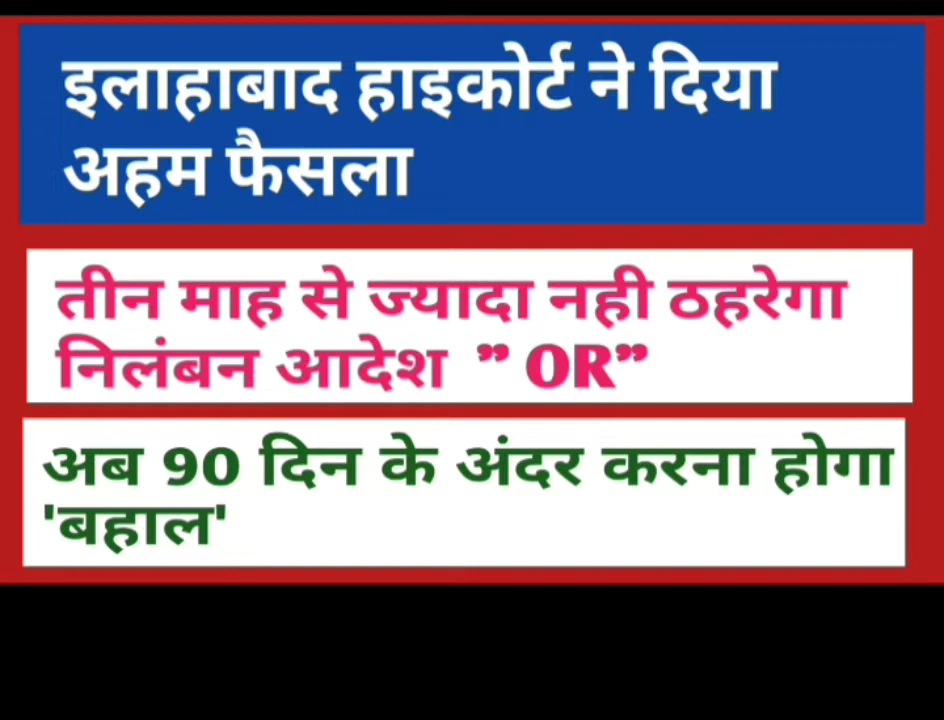 इलाहाबाद हाइकोर्ट ने दिया
अहम फैसला
तीन माह से ज्यादा नही ठहरेगा
निलंबन आदेश ” OR”
अब 90 दिन के अंदर करना होगा
'बहाल'